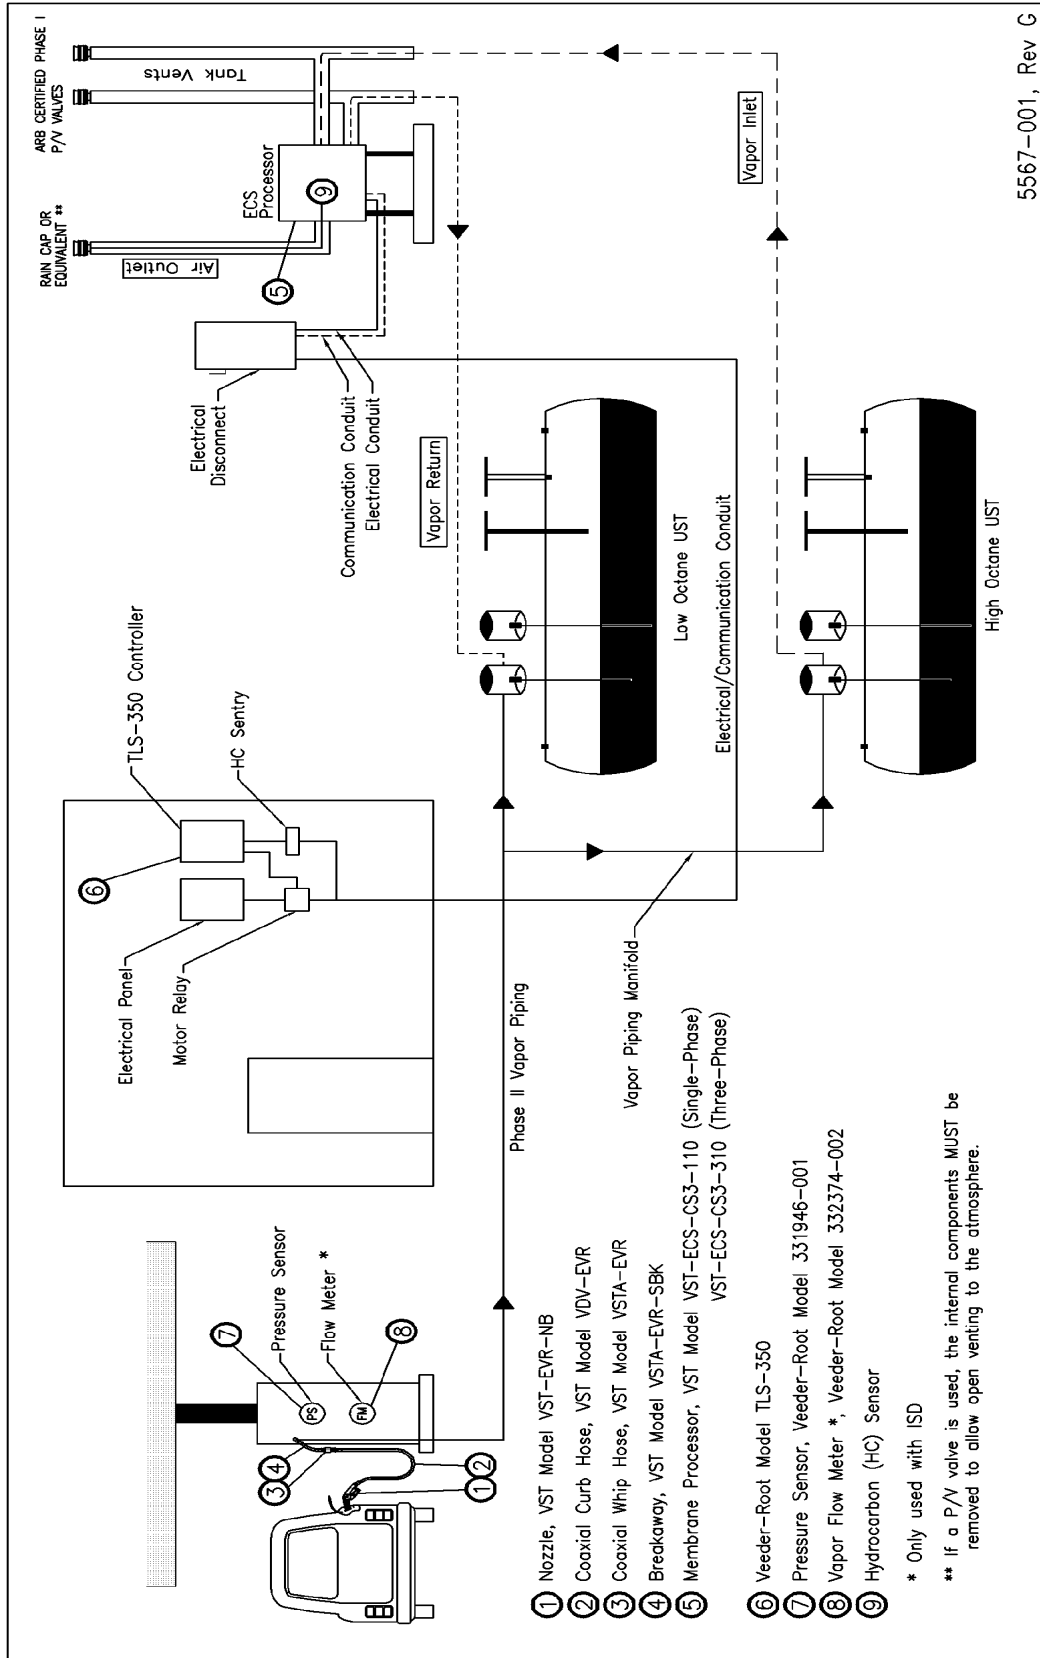 ARB CERTIFIED PHASE I
P/V VALVES
RAIN CAP OR
EQUIVALENT **
Tank Vents
Air Outlet
ECS
Processor
9
5
Electrical
Disconnect
Communication Conduit
Electrical Conduit
Vapor Return
Vapor Inlet
TLS-350 Controller
HC Sentry
6
Electrical Panel
Motor Relay
Low Octane UST
Electrical/Communication Conduit
High Octane UST
Phase II Vapor Piping
Vapor Piping Manifold
7
Pressure Sensor
PS
Flow Meter *
FM
8
3 4
1 2
1 Nozzle, VST Model VST-EVR-NB
2 Coaxial Curb Hose, VST Model VDV-EVR
3 Coaxial Whip Hose, VST Model VSTA-EVR
4 Breakaway, VST Model VSTA-EVR-SBK
5 Membrane Processor, VST Model VST-ECS-CS3-110 (Single-Phase)
VST-ECS-CS3-310 (Three-Phase)
6 Veeder-Root Model TLS-350
7 Pressure Sensor, Veeder-Root Model 331946-001
8 Vapor Flow Meter *, Veeder-Root Model 332374-002
9 Hydrocarbon (HC) Sensor
* Only used with ISD
** If a P/V valve is used, the internal components MUST be
removed to allow open venting to the atmosphere.
5567-001, Rev G